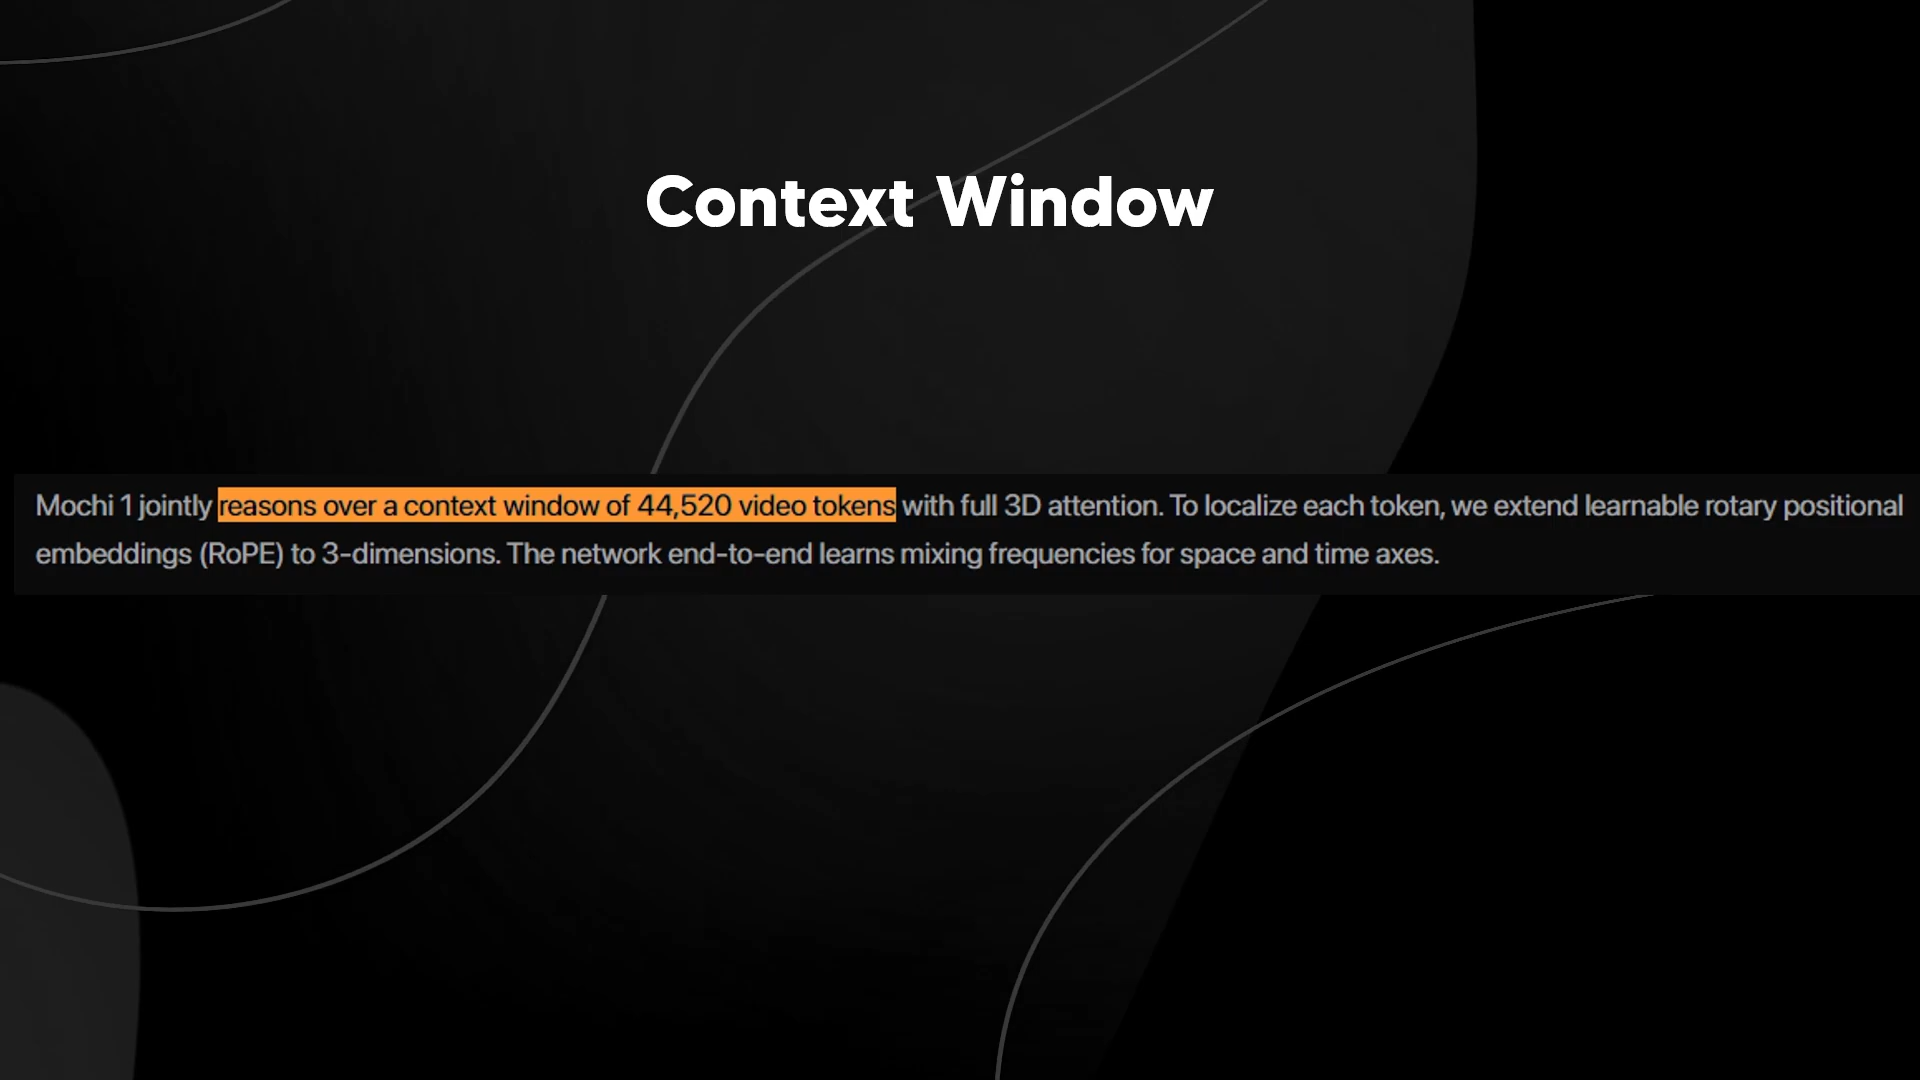 Context Window
Mochi 1 jointly reasons over a context window of 44,520 video tokens with full 3D attention. To localize each token, we extend learnable rotary positional
embeddings (RoPE) to 3-dimensions. The network end-to-end learns mixing frequencies for space and time axes.